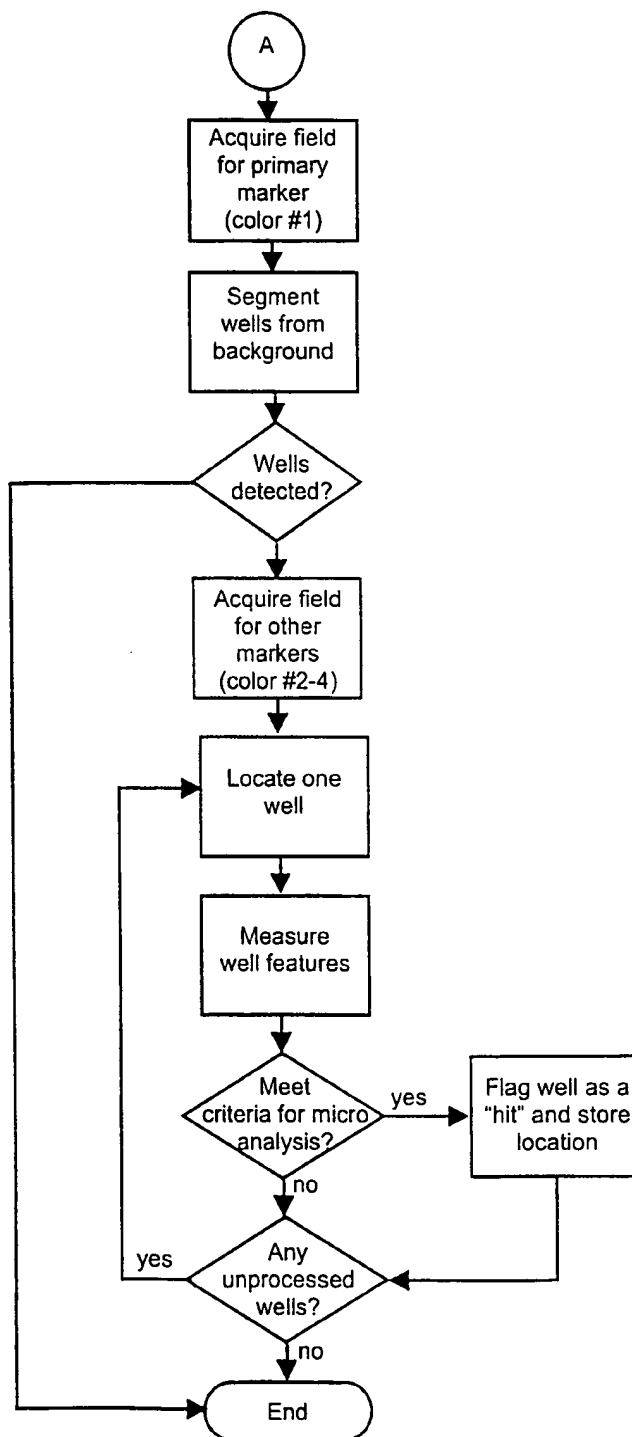 A
Acquire field
for primary
marker
(color #1)
Segment
wells from
background
Wells
detected?
Acquire field
for other
markers
(color #2-4)
Locate one
well
Measure
well features
Meet
criteria for micro
analysis?
yes
Flag well as a
"hit" and store
location
no
yes
Any
unprocessed
wells?
no
End